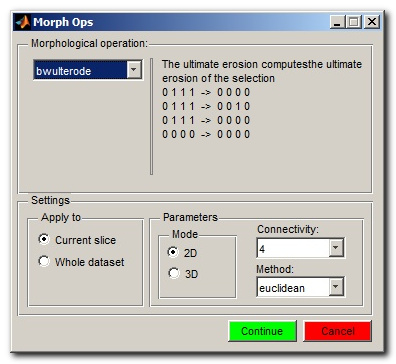 Morph Ops
Morphological operation:
bwulterode
The ultimate erosion computesthe ultimate
erosion of the selection
0 1 1 1 -> 0 0 0 0
0 1 1 1 -> 0 0 1 0
0 1 1 1 -> 0 0 0 0
0 0 0 0 -> 0 0 0 0
Settings
Apply to
Current slice
Whole dataset
Parameters
Mode
2D
3D
Connectivity:
4
Method:
euclidean
Continue
Cancel